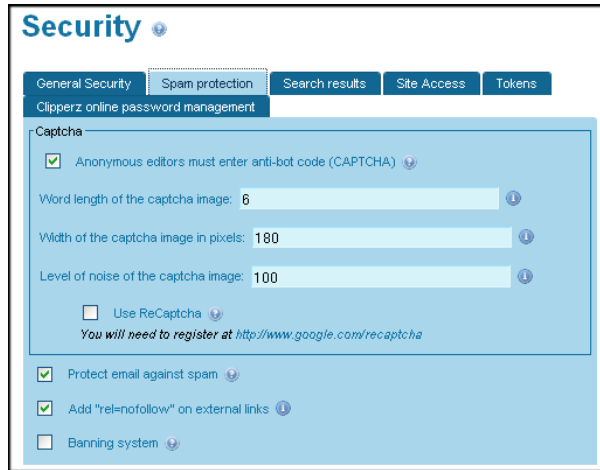 Security
General Security Spam protection Search results Site Access Tokens
Clipperz online password management
Captcha
Anonymous editors must enter anti-bot code (CAPTCHA)
Word length of the captcha image: 6
Width of the captcha image in pixels: 180
Level of noise of the captcha image: 100
Use ReCaptcha
You will need to register at http://www.google.com/recaptcha
Protect email against spam
Add "rel=nofollow" on external links
Banning system